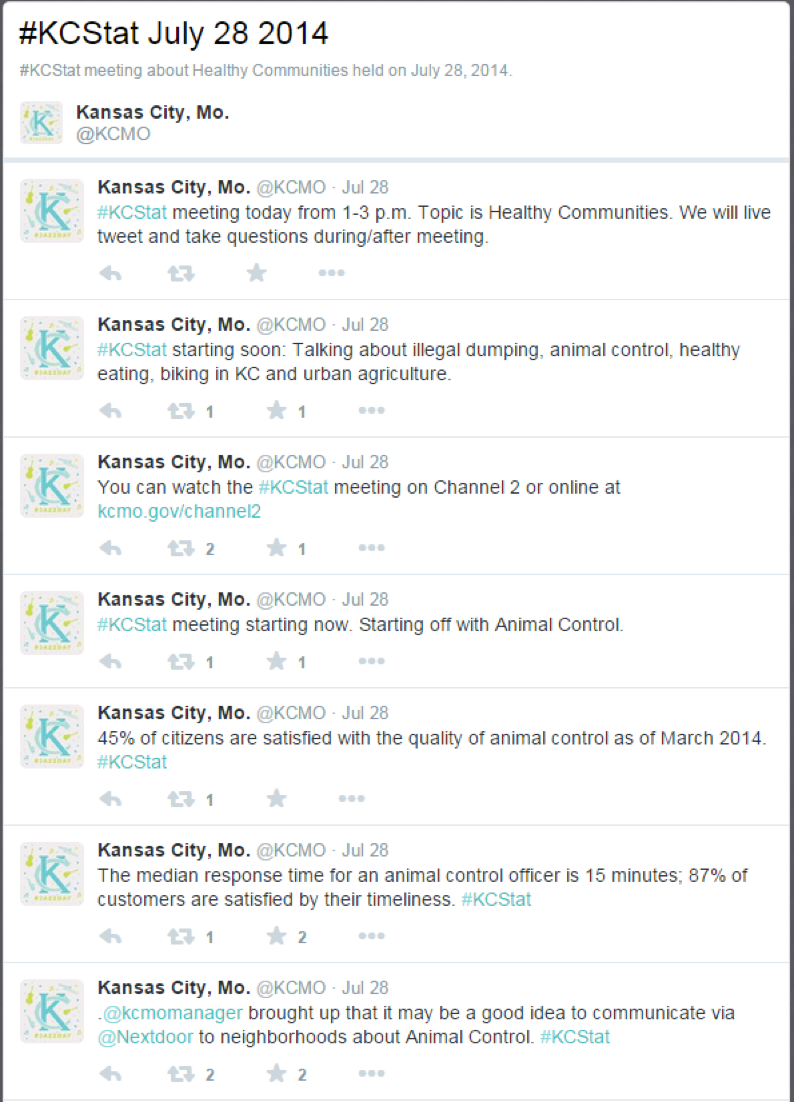 #KCStat July 28 2014
#KCStat meeting about Healthy Communities held on July 28, 2014.
Kansas City, Mo.
@KCMO
Kansas City, Mo. @KCMO · Jul 28
#KCStat meeting today from 1-3 p.m. Topic is Healthy Communities. We will live
tweet and take questions during/after meeting.
Kansas City, Mo. @KCMO · Jul 28
#KCStat starting soon: Talking about illegal dumping, animal control, healthy
eating, biking in KC and urban agriculture.
1 1
Kansas City, Mo. @KCMO · Jul 28
You can watch the #KCStat meeting on Channel 2 or online at
kcmo.gov/channel2
2 1
Kansas City, Mo. @KCMO · Jul 28
#KCStat meeting starting now. Starting off with Animal Control.
1 1
Kansas City, Mo. @KCMO · Jul 28
45% of citizens are satisfied with the quality of animal control as of March 2014.
#KCStat
1
Kansas City, Mo. @KCMO · Jul 28
The median response time for an animal control officer is 15 minutes; 87% of
customers are satisfied by their timeliness. #KCStat
1 2
Kansas City, Mo. @KCMO · Jul 28
.@kcmomanager brought up that it may be a good idea to communicate via
@Nextdoor to neighborhoods about Animal Control. #KCStat
2 2